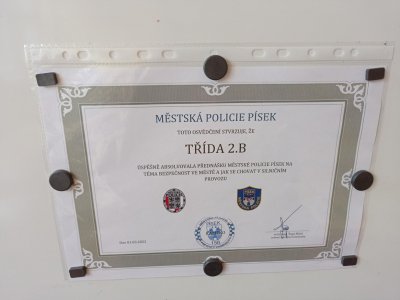 MĚSTSKÁ POLICIE PÍSEK
TOTO OSVĚDČENÍ STVRZUJE, ŽE
TŘÍDA 2.B
ÚSPĚŠNĚ ABSOLVOVALA PŘEDNÁŠKU MĚSTSKÉ POLICIE PÍSEK NA
TÉMA BEZPEČNOST VE MĚSTĚ A JAK SE CHOVAT V SILNIČNÍM
PROVOZU
PÍSEK